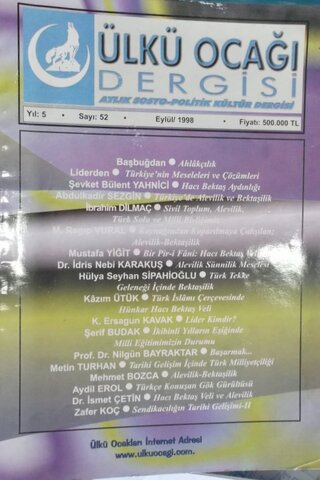 ÜLKÜ OCAĞI
DERGİSİ
AYLIK SOSYO-POLİTİK KÜLTÜR DERGİSİ
Yıl: 5 • Sayı: 52 • Eylül/ 1998 • Fiyatı: 500.000 TL
Başbuğdan ● Ahlâkçılık
Liderden ● Türkiye'nin Meseleleri ve Çözümleri
Şevket Bülent YAHNİCİ ● Hacı Bektaş Aydınlığı
Abdulkadir SEZGİN ● Türkiye'de Alevilik ve Bektaşilik
İbrahim DİLMAÇ ● Sivil Toplum, Alevilik,
Türk Solu ve Milli Birliğimiz
M. Ragıp VURAL ● Kaynağından Kopartılmaya Çalışılan;
Alevilik-Bektaşilik
Mustafa YİĞİT ● Bir Pir-i Fâni: Hacı Bektaş Veli
Dr. İdris Nebi KARAKUŞ ● Alevilik Sünnilik Meselesi
Hülya Seyhan SİPAHİOĞLU ● Türk Tekke
Geleneği İçinde Bektaşilik
Kâzım ÜTÜK ● Türk İslâmı Çerçevesinde
Hünkar Hacı Bektaş Veli
K. Ersagun KAVAK ● Lider Kimdir?
Şerif BUDAK ● İkibinli Yılların Eşiğinde
Milli Eğitimimizin Durumu
Prof. Dr. Nilgün BAYRAKTAR ● Başarmak...
Metin TURHAN ● Tarihi Gelişim İçinde Türk Milliyetçiliği
Mehmet BOZCA ● Alevilik-Bektaşilik
Aydil EROL ● Türkçe Konuşan Gök Gürültüsü
Dr. İsmet ÇETİN ● Hacı Bektaş Veli ve Alevilik
Zafer KOÇ ● Sendikacılığın Tarihi Gelişimi-II
Ülkü Ocakları İnternet Adresi
www.ulkuocagi.com.